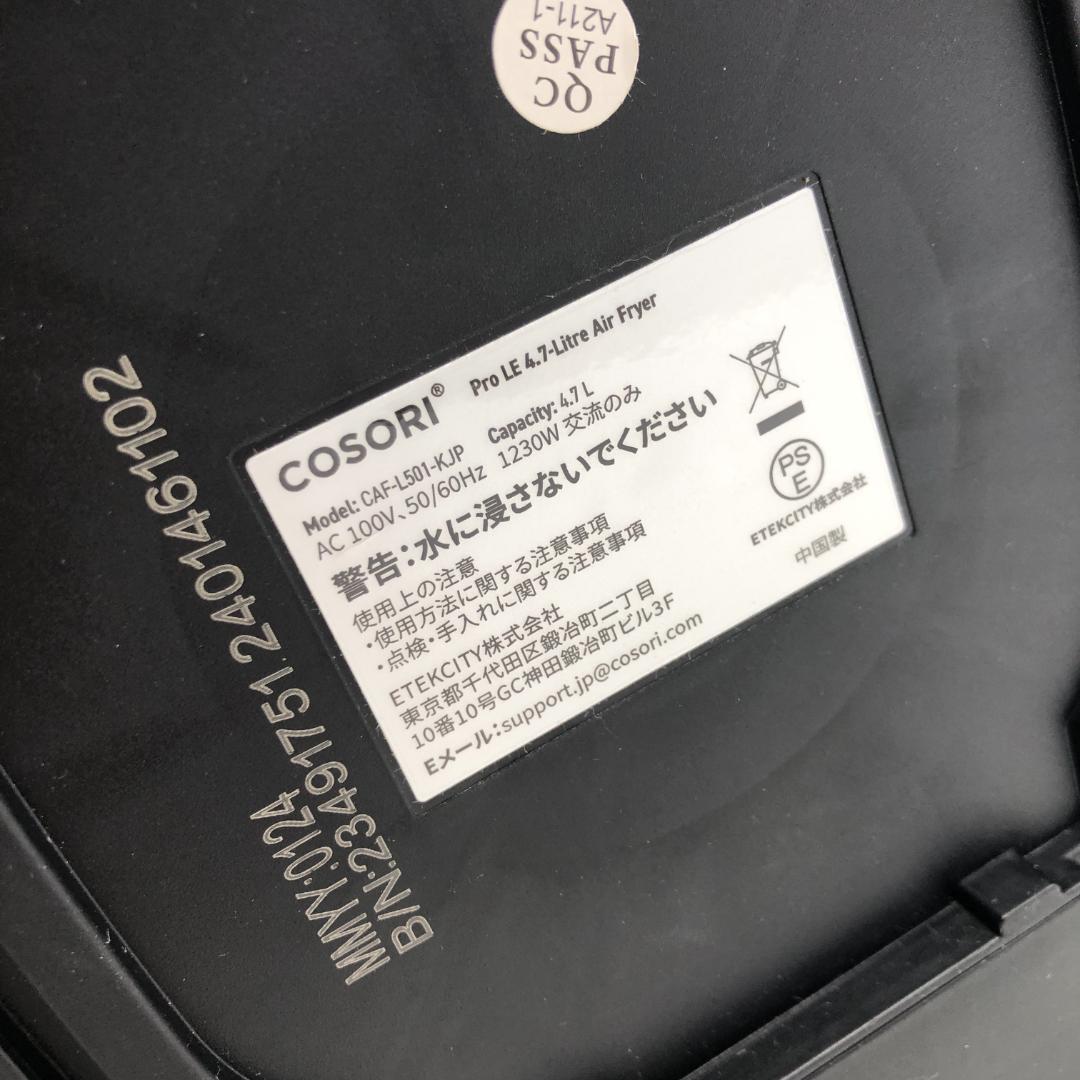 QC
PASS
A211-1
COSORI® Pro LE 4.7-Litre Air Fryer
Model: CAF-L501-KJP Capacity: 4.7 L
AC 100V、50/60Hz 1230W 交流のみ
警告：水に浸さないでください
使用上の注意
・使用方法に関する注意事項
・点検・手入れに関する注意事項
ETEKCITY株式会社
東京都千代田区鍛冶町二丁目
10番10号GC神田鍛冶町ビル3F
Eメール：support.jp@cosori.com
PS
E
ETEKCITY株式会社
中国製
MMYY:0124
B/N:23491751 2401461102